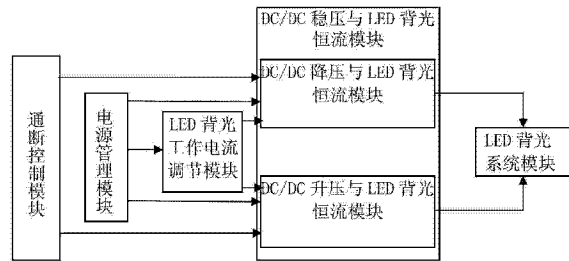 DC/DC 稳压与 LED 背光
恒流模块
DC/DC 降压与 LED 背光
恒流模块
通断控制模块
电源管理模块
LED 背光
工作电流
调节模块
LED 背光
系统模块
DC/DC 升压与 LED 背光
恒流模块